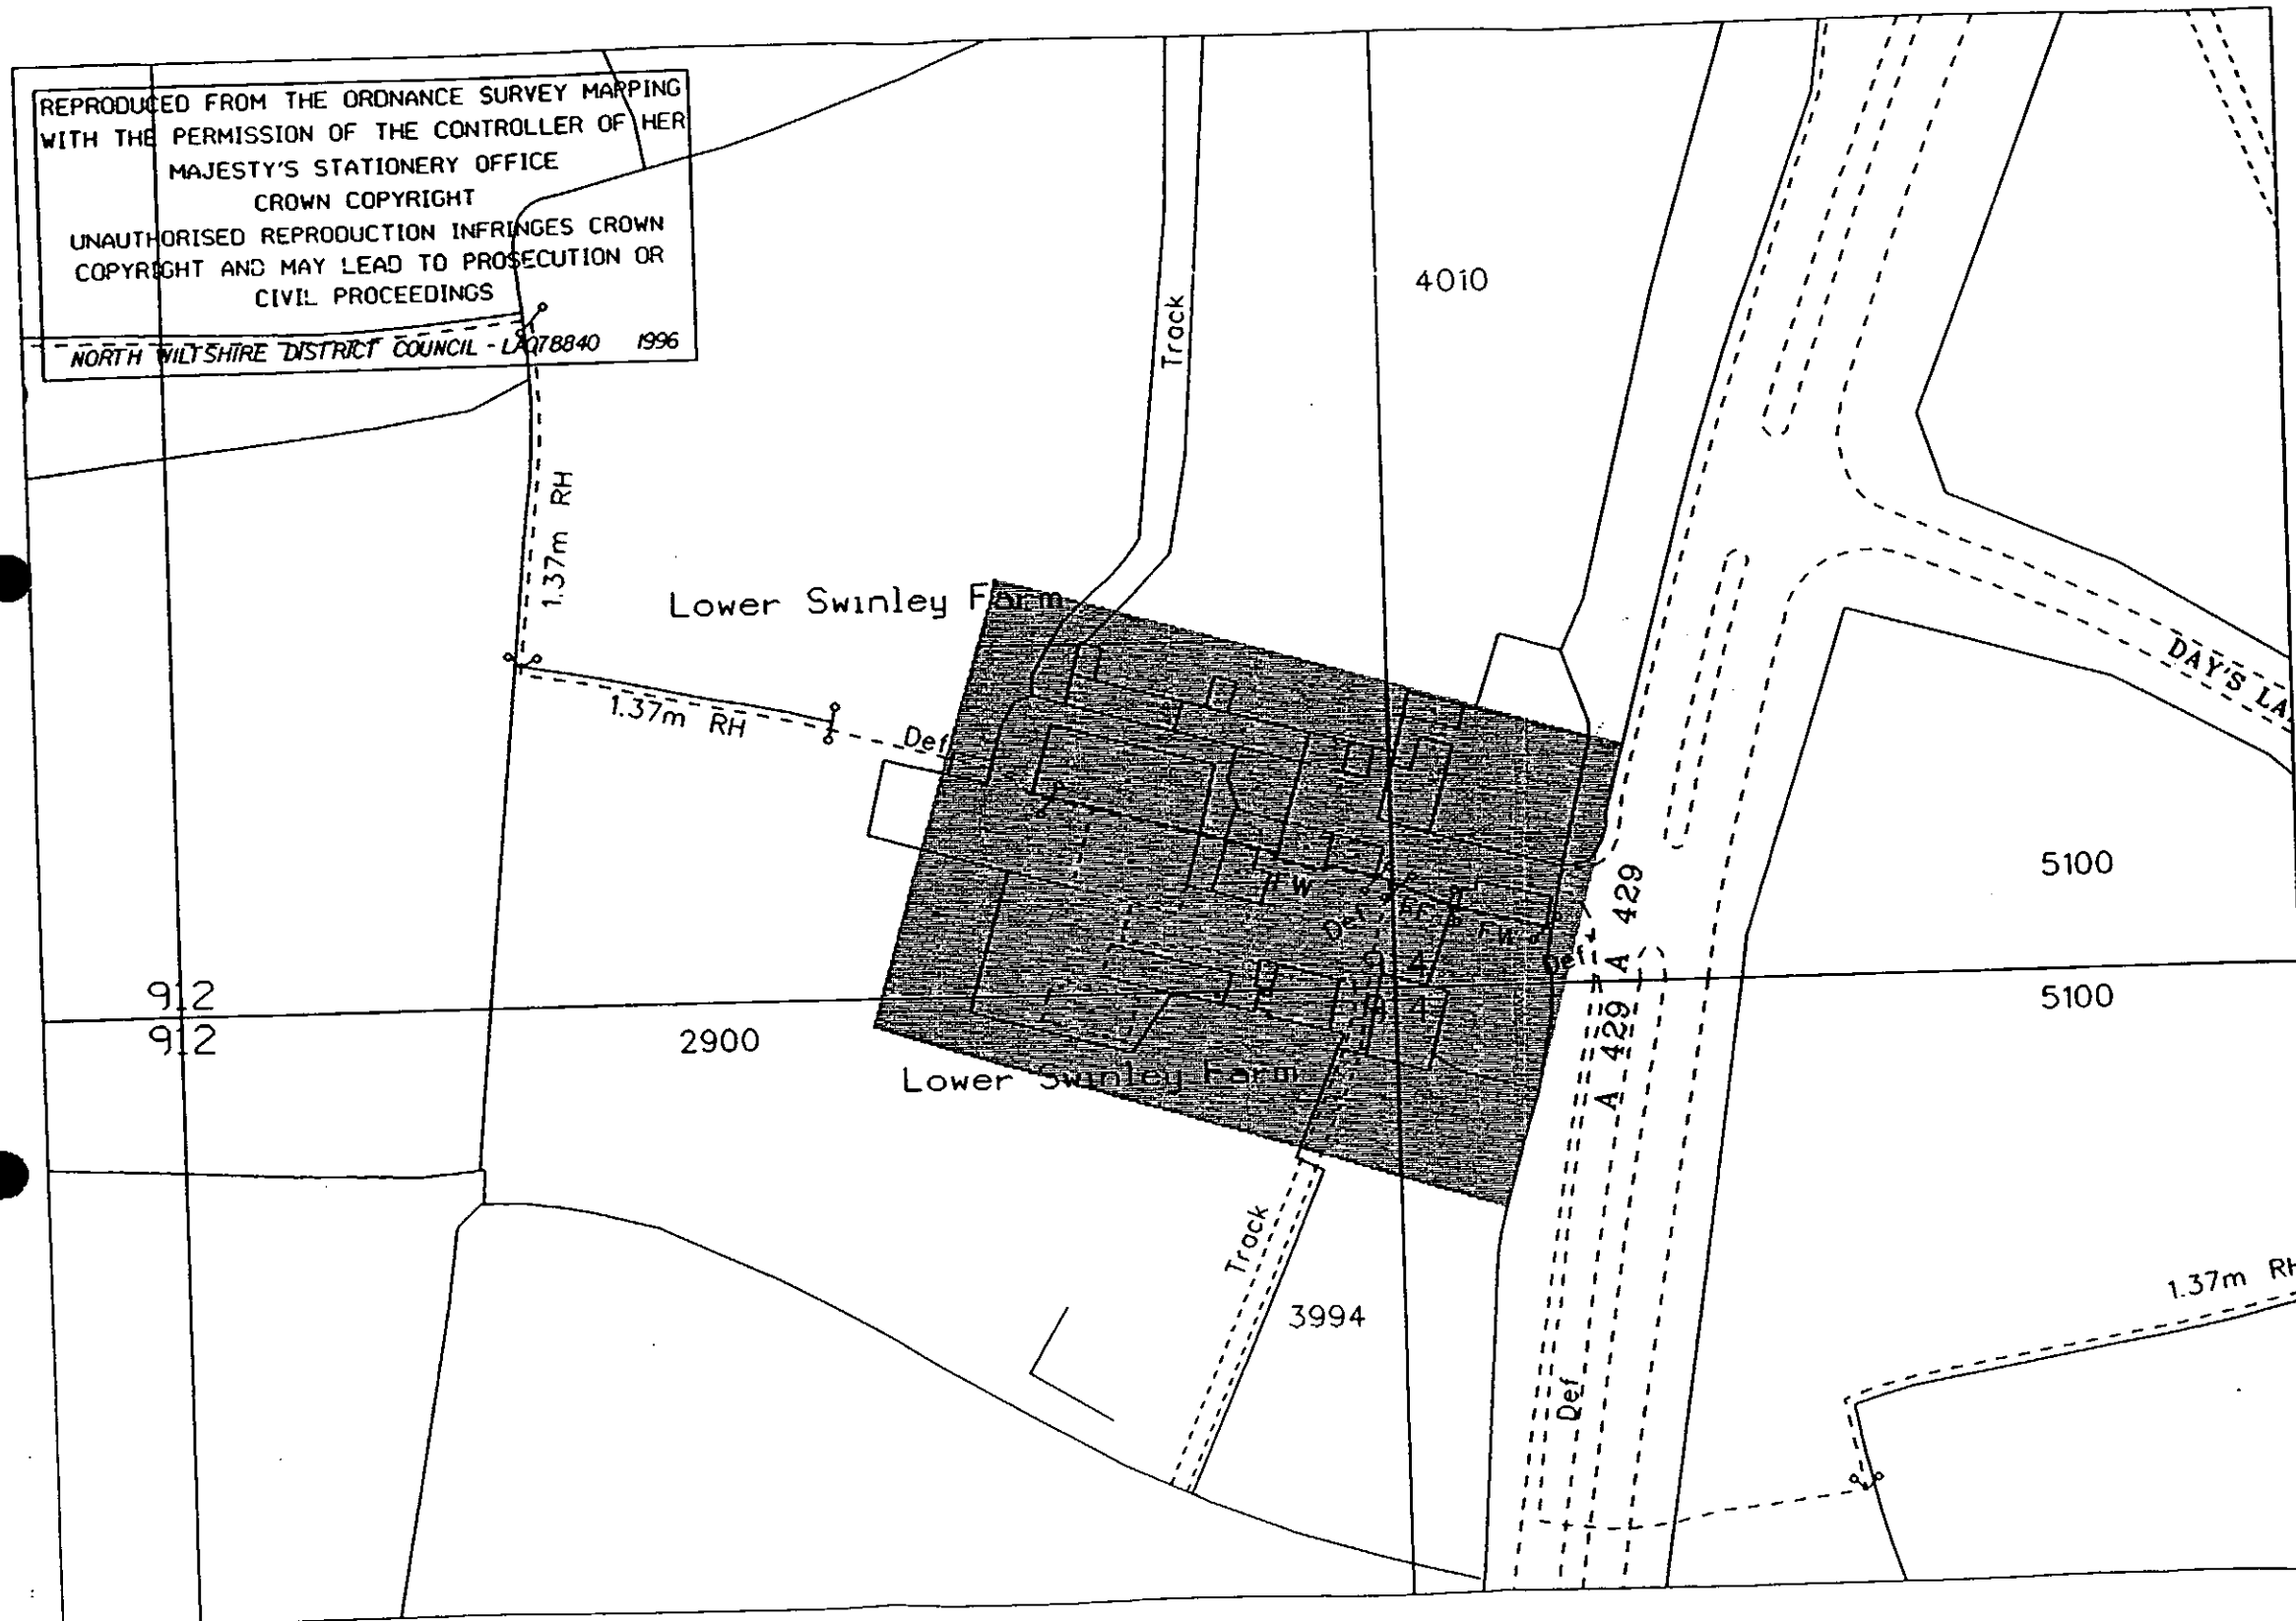 REPRODUCED FROM THE ORDNANCE SURVEY MAPPING
WITH THE PERMISSION OF THE CONTROLLER OF HER
MAJESTY'S STATIONERY OFFICE
CROWN COPYRIGHT
UNAUTHORISED REPRODUCTION INFRINGES CROWN
COPYRIGHT AND MAY LEAD TO PROSECUTION OR
CIVIL PROCEEDINGS
NORTH WILTSHIRE DISTRICT COUNCIL - LA078840 1996
4010
Track
1.37m RH
Lower Swinley Farm
DAY'S LA
1.37m RH
Def
5100
A 429
FW
Def
FW
Def
912
5100
912
2900
A 429
Lower Swinley Farm
Track
1.37m RH
3994
Def